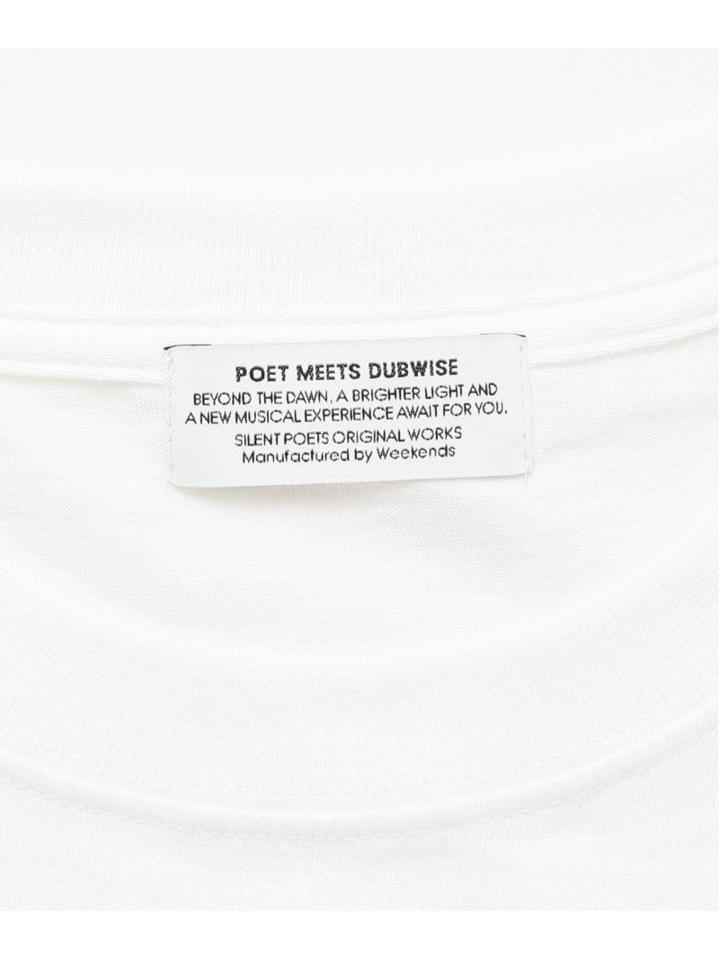 POET MEETS DUBWISE
BEYOND THE DAWN, A BRIGHTER LIGHT AND
A NEW MUSICAL EXPERIENCE AWAIT FOR YOU.
SILENT POETS ORIGINAL WORKS
Manufactured by Weekends